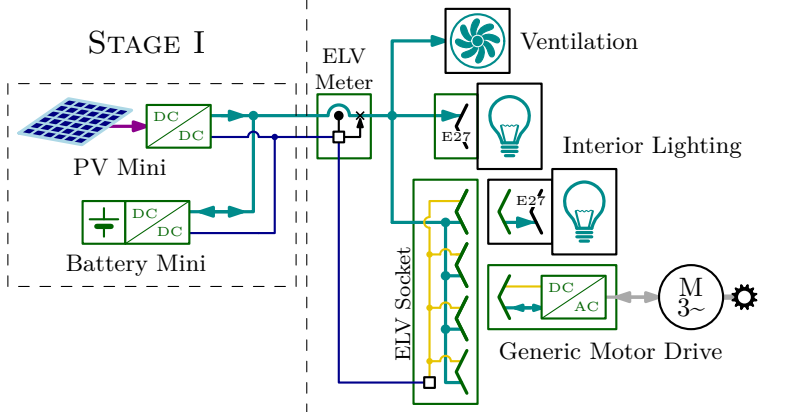 STAGE I
ELV
Meter
Ventilation
DC
DC
PV Mini
E27
Interior Lighting
E27
DC
DC
Battery Mini
ELV Socket
DC
AC
M
3~
Generic Motor Drive